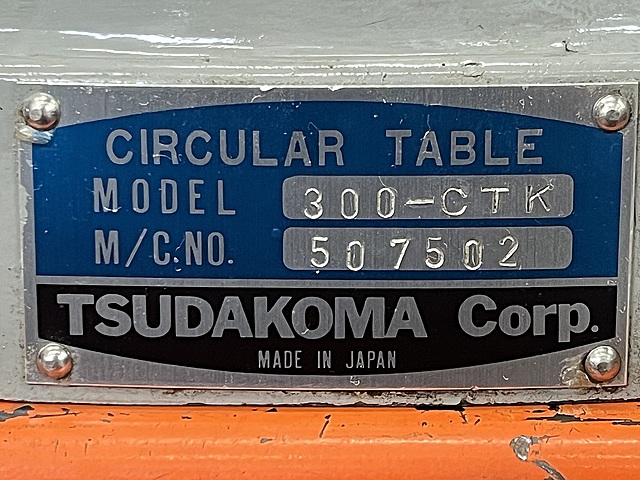 CIRCULAR TABLE
MODEL 300-CTK
M/C.NO. 507502
TSUDAKOMA Corp.
MADE IN JAPAN